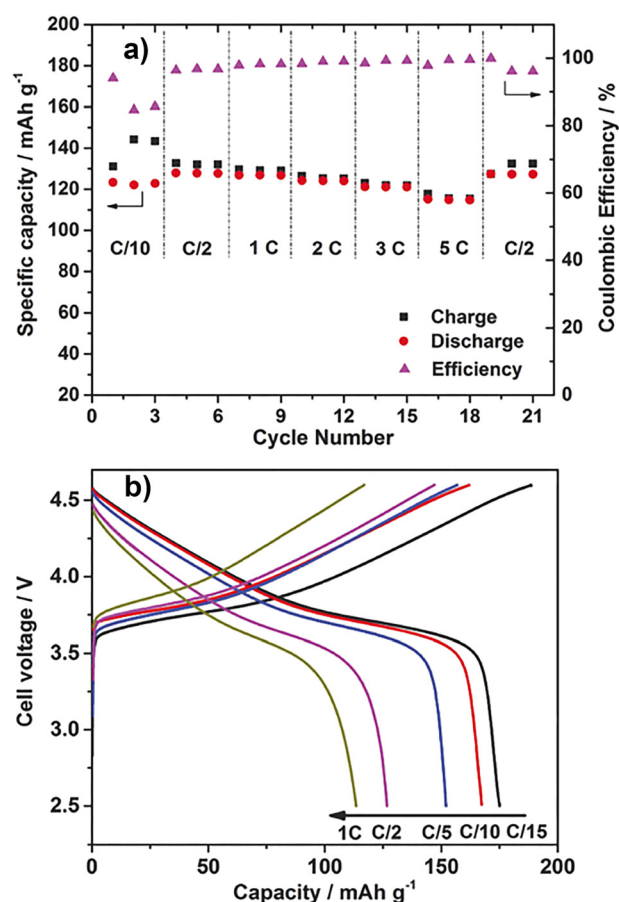 a)
Specific capacity / mAh g⁻¹
200
180
160
140
120
100
80
60
40
20
C/10 C/2 1 C 2 C 3 C 5 C C/2
Charge
Discharge
Efficiency
100
80
60
40
20
0
Coulombic Efficiency / %
0 3 6 9 12 15 18 21
Cycle Number
b)
Cell voltage / V
4.5
4.0
3.5
3.0
2.5
1C C/2 C/5 C/10 C/15
0 50 100 150 200
Capacity / mAh g⁻¹